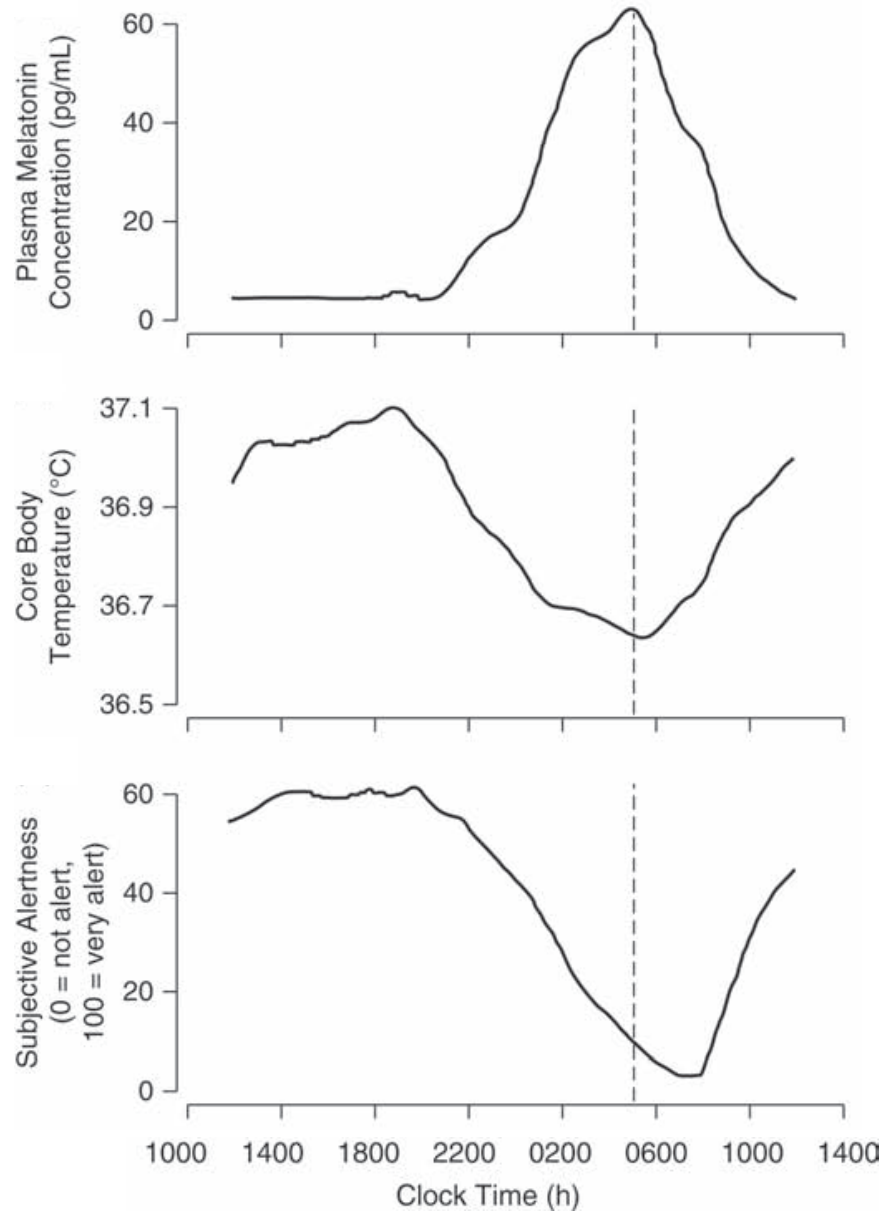 Plasma Melatonin
Concentration (pg/mL)
60
40
20
0
Core Body
Temperature (°C)
37.1
36.9
36.7
36.5
Subjective Alertness
(0 = not alert,
100 = very alert)
60
40
20
0
1000 1400 1800 2200 0200 0600 1000 1400
Clock Time (h)